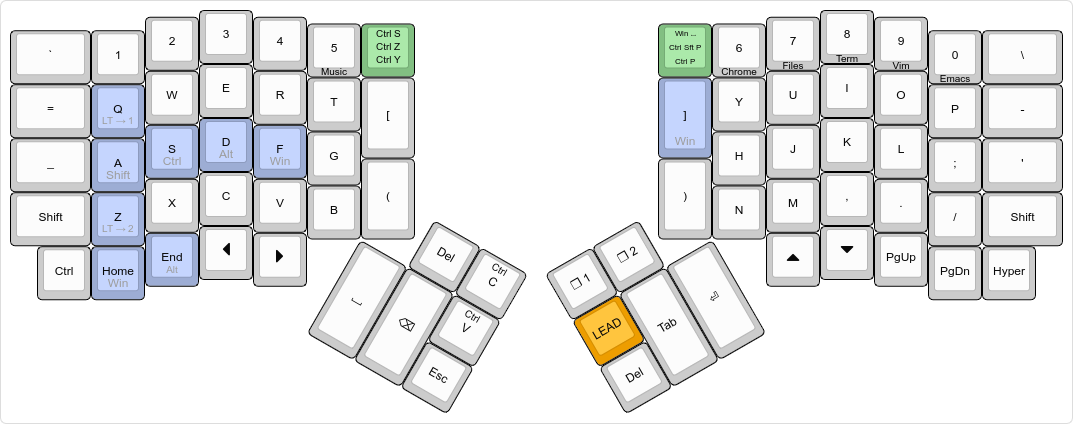 ` 1 2 3 4 5 Ctrl S
Ctrl Z
Ctrl Y
Music
= Q W E R T [
LT → 1
_ A S D F G
Shift Ctrl Alt Win
Shift Z X C V B (
LT → 2
Ctrl Home End
Win Alt
Del Ctrl
C
Ctrl
V
Esc
Win ... 6 7 8 9 0 \
Ctrl Sft P
Ctrl P
Chrome Files Term Vim Emacs
] Y U I O P -
Win
H J K L ; '
) N M , . / Shift
PgUp PgDn Hyper
1 2
LEAD Tab
Del